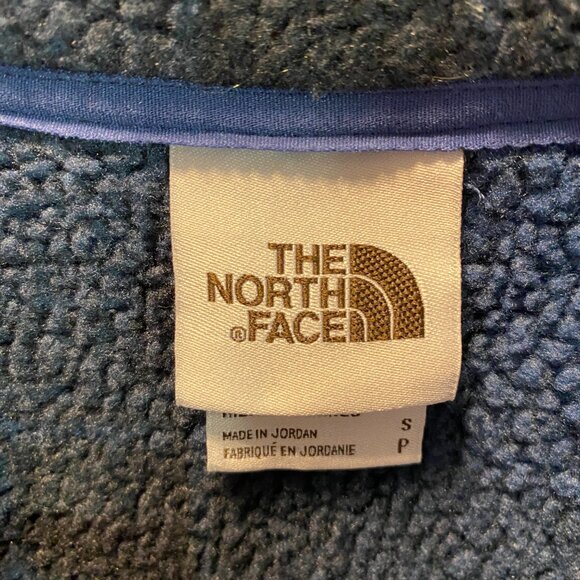 THE
NORTH
®FACE
MADE IN JORDAN
FABRIQUÉ EN JORDANIE
S
P